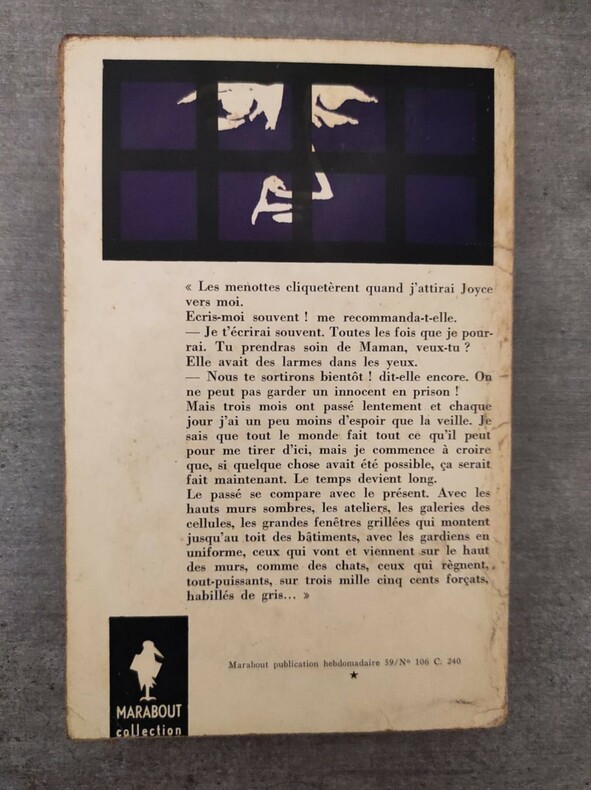 « Les menottes cliquetèrent quand j'attirai Joyce
vers moi.
Ecris-moi souvent ! me recommanda-t-elle.
— Je t'écrirai souvent. Toutes les fois que je pour-
rai. Tu prendras soin de Maman, veux-tu ?
Elle avait des larmes dans les yeux.
— Nous te sortirons bientôt ! dit-elle encore. On
ne peut pas garder un innocent en prison !
Mais trois mois ont passé lentement et chaque
jour j'ai un peu moins d'espoir que la veille. Je
sais que tout le monde fait tout ce qu'il peut
pour me tirer d'ici, mais je commence à croire
que, si quelque chose avait été possible, ça serait
fait maintenant. Le temps devient long.
Le passé se compare avec le présent. Avec les
hauts murs sombres, les ateliers, les galeries des
cellules, les grandes fenêtres grillées qui montent
jusqu'au toit des bâtiments, avec les gardiens en
uniforme, ceux qui vont et viennent sur le haut
des murs, comme des chats, ceux qui règnent,
tout-puissants, sur trois mille cinq cents forçats,
habillés de gris... »
Marabout publication hebdomadaire 59/N° 106 C. 240
MARABOUT
collection